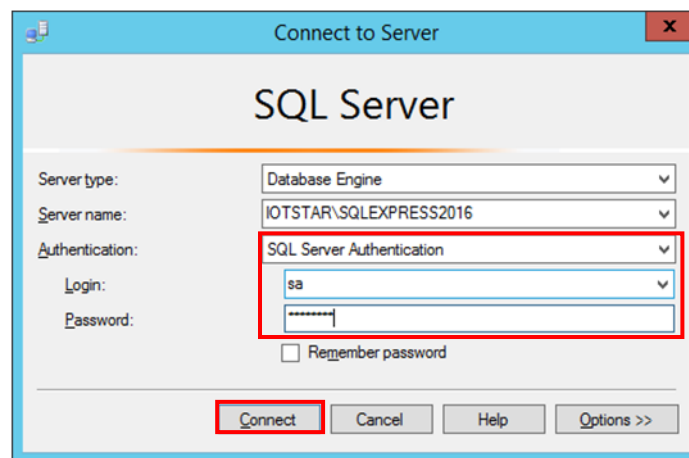 Connect to Server
x
SQL Server
Server type: Database Engine
Server name: IOTSTAR\SQLEXPRESS2016
Authentication: SQL Server Authentication
Login: sa
Password: ********
Remember password
Connect Cancel Help Options >>